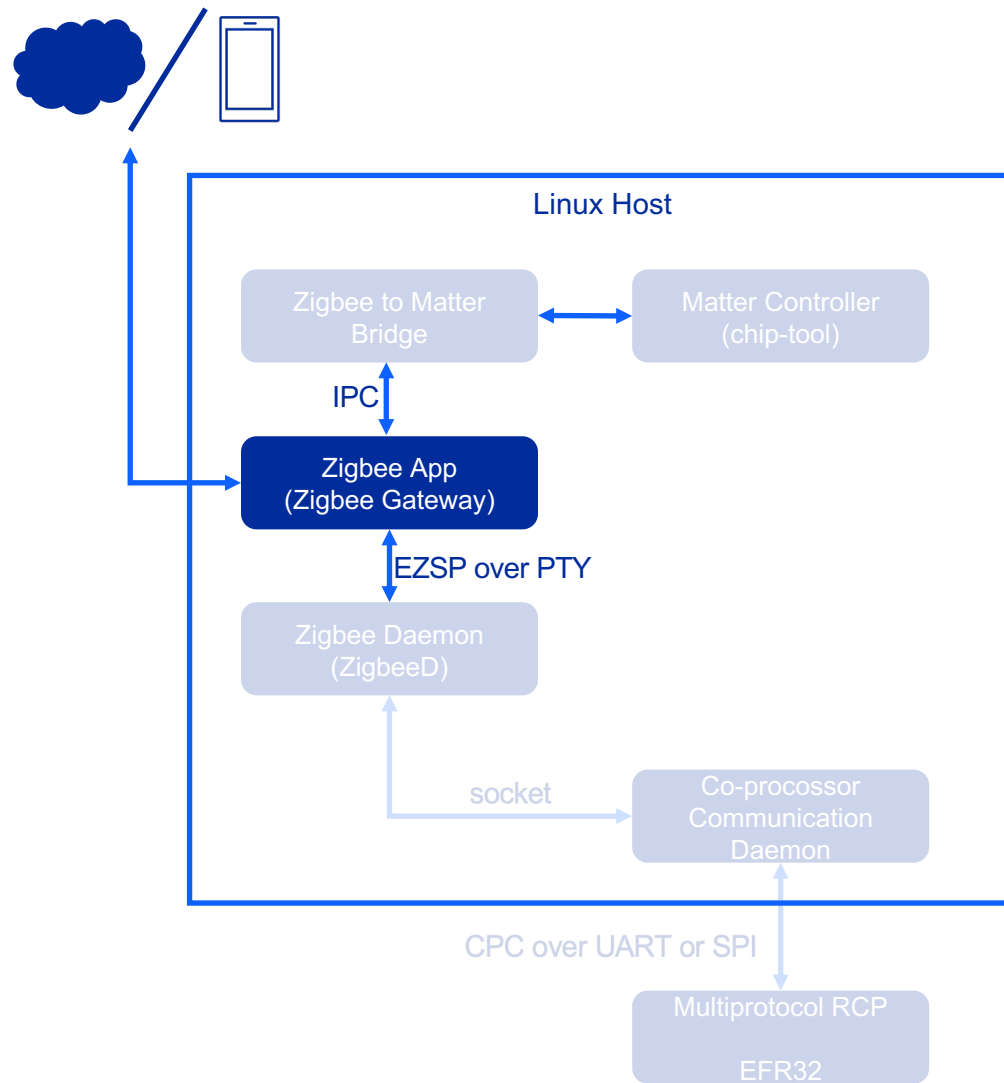 Linux Host
Zigbee to Matter
Bridge
Matter Controller
(chip-tool)
IPC
Zigbee App
(Zigbee Gateway)
EZSP over PTY
Zigbee Daemon
(ZigbeeD)
socket
Co-procossor
Communication
Daemon
CPC over UART or SPI
Multiprotocol RCP
EFR32